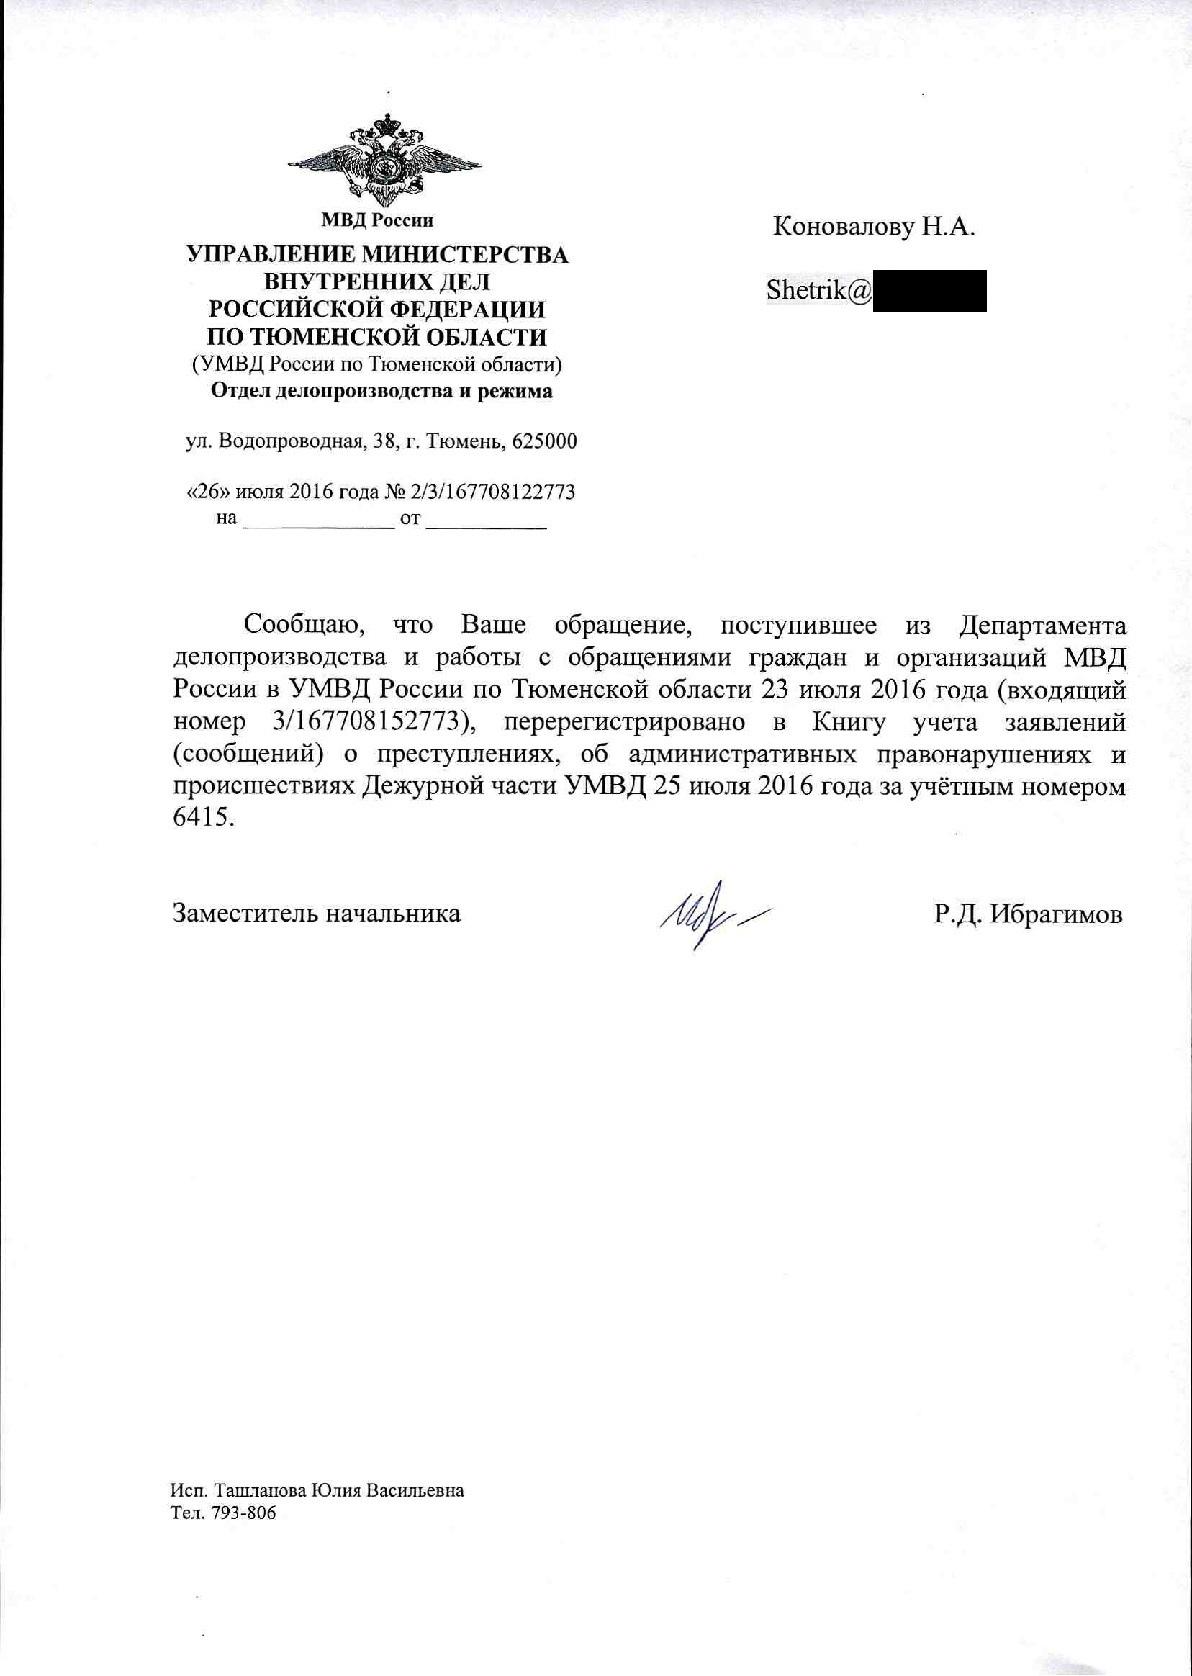 МВД России
УПРАВЛЕНИЕ МИНИСТЕРСТВА
ВНУТРЕННИХ ДЕЛ
РОССИЙСКОЙ ФЕДЕРАЦИИ
ПО ТЮМЕНСКОЙ ОБЛАСТИ
(УМВД России по Тюменской области)
Отдел делопроизводства и режима
ул. Водопроводная, 38, г. Тюмень, 625000
«26» июля 2016 года № 2/3/167708122773
на ______________ от ___________
Коновалову Н.А.
Shetrik@
Сообщаю, что Ваше обращение, поступившее из Департамента
делопроизводства и работы с обращениями граждан и организаций МВД
России в УМВД России по Тюменской области 23 июля 2016 года (входящий
номер 3/167708152773), перерегистрировано в Книгу учета заявлений
(сообщений) о преступлениях, об административных правонарушениях и
происшествиях Дежурной части УМВД 25 июля 2016 года за учётным номером
6415.
Заместитель начальника
Р.Д. Ибрагимов
Исп. Ташланова Юлия Васильевна
Тел. 793-806